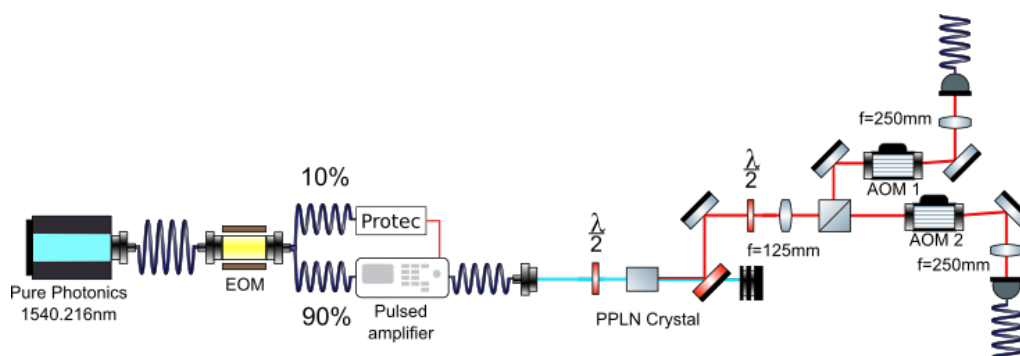 Pure Photonics
1540.216nm
EOM
10%
90%
Protec
Pulsed
amplifier
λ
2
PPLN Crystal
λ
2
f=125mm
f=250mm
AOM 1
AOM 2
f=250mm